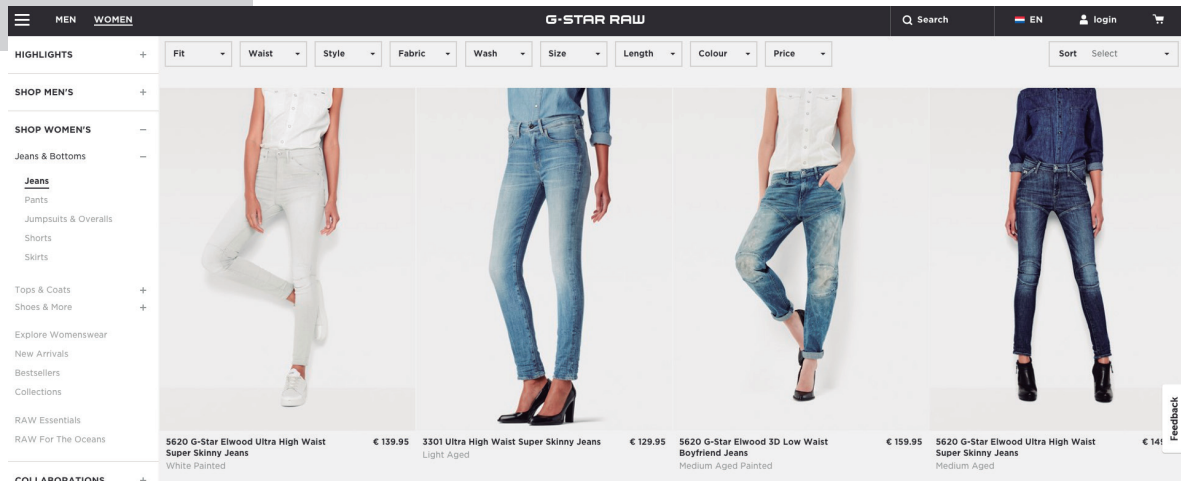 MEN WOMEN G-STAR RAW Search EN login
HIGHLIGHTS +
Fit Waist Style Fabric Wash Size Length Colour Price Sort Select
SHOP MEN'S +
SHOP WOMEN'S −
Jeans & Bottoms −
Jeans
Pants
Jumpsuits & Overalls
Shorts
Skirts
Tops & Coats +
Shoes & More +
Explore Womenswear
New Arrivals
Bestsellers
Collections
RAW Essentials
RAW For The Oceans
COLLABORATIONS +
5620 G-Star Elwood Ultra High Waist € 139.95
Super Skinny Jeans
White Painted
3301 Ultra High Waist Super Skinny Jeans € 129.95
Light Aged
5620 G-Star Elwood 3D Low Waist € 159.95
Boyfriend Jeans
Medium Aged Painted
5620 G-Star Elwood Ultra High Waist €
Super Skinny Jeans
Medium Aged
Feedback